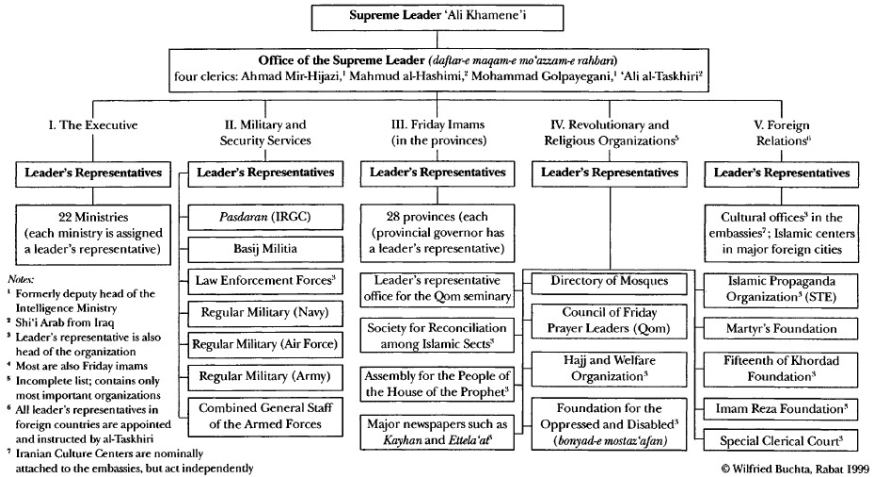 Supreme Leader ‘Ali Khamene’i
Office of the Supreme Leader (daftar-e maqam-e mo‘azzam-e rahbari)
four clerics: Ahmad Mir-Hijazi,¹ Mahmud al-Hashimi,² Mohammad Golpayegani,¹ ‘Ali al-Taskhiri²
I. The Executive
Leader's Representatives
22 Ministries
(each ministry is assigned
a leader's representative)
II. Military and
Security Services
Leader's Representatives
Pasdaran (IRGC)
Basij Militia
Law Enforcement Forces³
Regular Military (Navy)
Regular Military (Air Force)
Regular Military (Army)
Combined General Staff
of the Armed Forces
III. Friday Imams
(in the provinces)
Leader's Representatives
28 provinces (each
(provincial governor has
a leader's representative)
IV. Revolutionary and
Religious Organizations⁵
Leader's Representatives
Leader's representative
office for the Qom seminary
Society for Reconciliation
among Islamic Sects³
Assembly for the People of
the House of the Prophet³
Major newspapers such as
Kayhan and Ettela‘at³
Directory of Mosques
Council of Friday
Prayer Leaders (Qom)
Hajj and Welfare
Organization³
Foundation for the
Oppressed and Disabled³
(bonyad-e mostaz‘afan)
Islamic Propaganda
Organization³ (STE)
Martyr's Foundation
Fifteenth of Khordad
Foundation³
Imam Reza Foundation³
Special Clerical Court³
V. Foreign
Relations⁶
Leader's Representatives
Cultural offices³ in the
embassies⁷; Islamic centers
in major foreign cities
Notes:
¹ Formerly deputy head of the
Intelligence Ministry
² Shi‘i Arab from Iraq
³ Leader's representative is also
head of the organization
⁴ Most are also Friday imams
⁵ Incomplete list; contains only
most important organizations
⁶ All leader's representatives in
foreign countries are appointed
and instructed by al-Taskhiri
⁷ Iranian Culture Centers are nominally
attached to the embassies, but act independently
© Wilfried Buchta, Rabat 1999